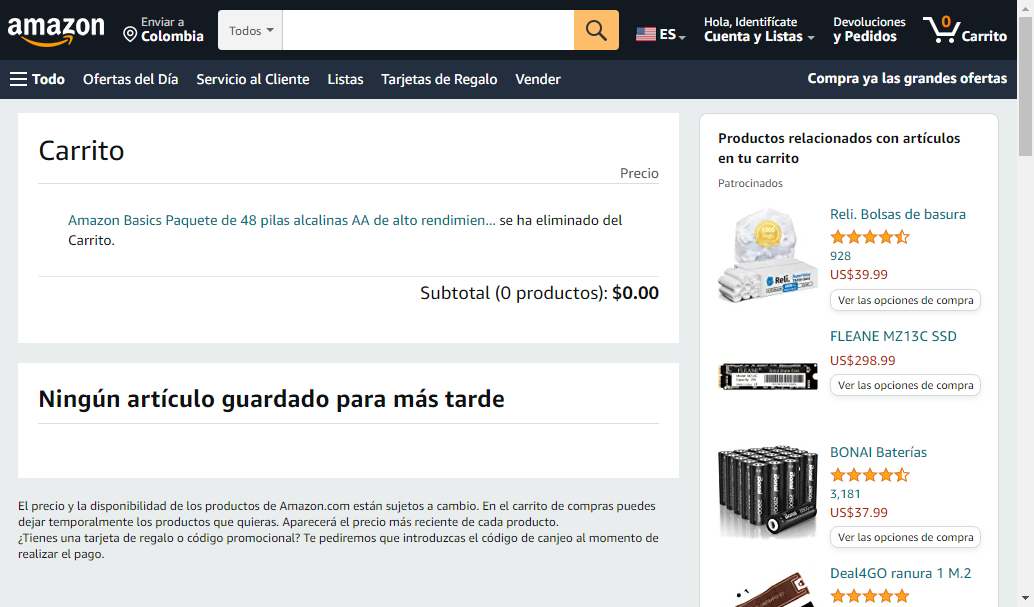 amazon
Enviar a
Colombia
Todos
ES
Hola, Identifícate
Cuenta y Listas
Devoluciones
y Pedidos
0
Carrito
Todo
Ofertas del Día
Servicio al Cliente
Listas
Tarjetas de Regalo
Vender
Compra ya las grandes ofertas
Carrito
Precio
Amazon Basics Paquete de 48 pilas alcalinas AA de alto rendimien... se ha eliminado del
Carrito.
Subtotal (0 productos): $0.00
Ningún artículo guardado para más tarde
El precio y la disponibilidad de los productos de Amazon.com están sujetos a cambio. En el carrito de compras puedes
dejar temporalmente los productos que quieras. Aparecerá el precio más reciente de cada producto.
¿Tienes una tarjeta de regalo o código promocional? Te pediremos que introduzcas el código de canjeo al momento de
realizar el pago.
Productos relacionados con artículos
en tu carrito
Patrocinados
Reli.
Reli. Bolsas de basura
928
US$39.99
Ver las opciones de compra
FLEANE
FLEANE MZ13C SSD
US$298.99
Ver las opciones de compra
Bonai
BONAI Baterías
3,181
US$37.99
Ver las opciones de compra
Deal4GO ranura 1 M.2